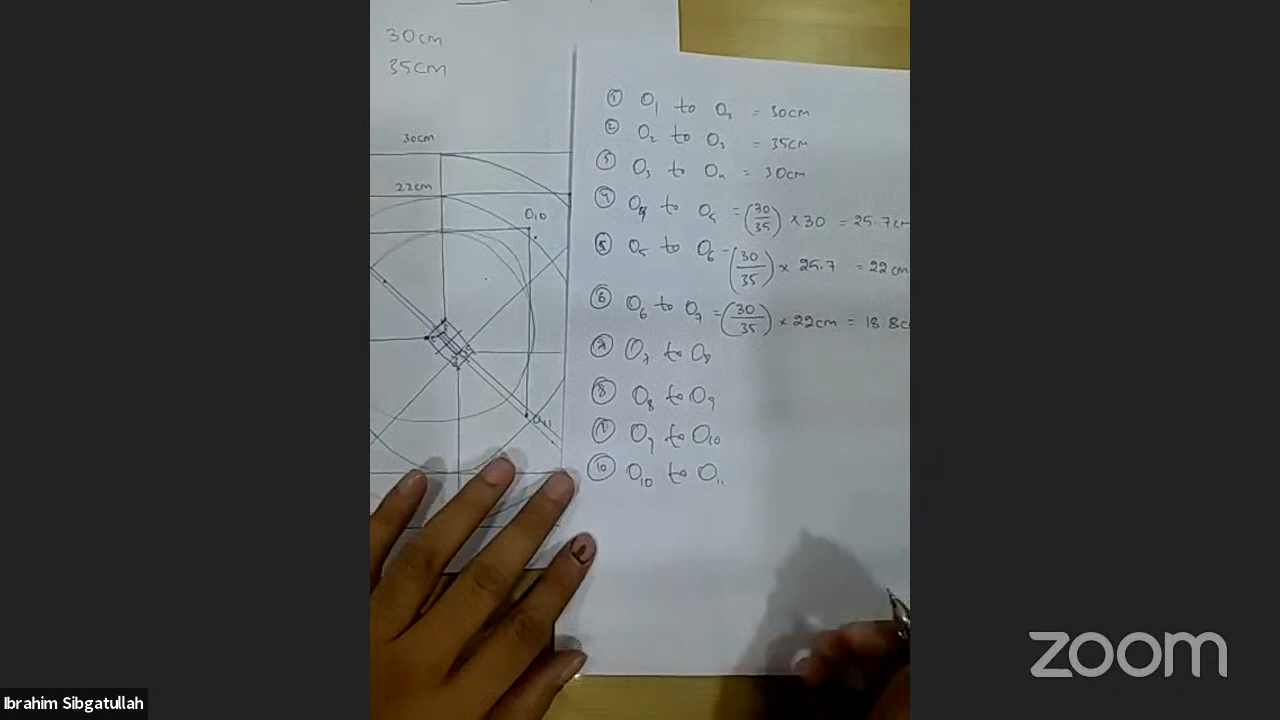 30cm
35cm
30cm
22cm
O10
O11
① O1 to O2 = 30cm
② O2 to O3 = 35cm
③ O3 to O4 = 30cm
④ O4 to O5 = (30/35) × 30 = 25.7cm
⑤ O5 to O6 = (30/35) × 25.7 = 22cm
⑥ O6 to O7 = (30/35) × 22cm = 18.8c
⑦ O7 to O8
⑧ O8 to O9
⑨ O9 to O10
⑩ O10 to O11
zoom
Ibrahim Sibgatullah